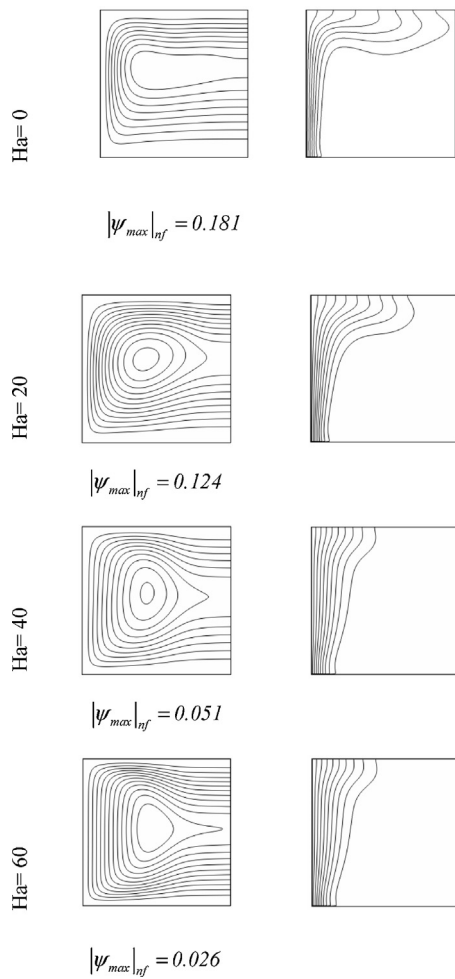 Ha= 0
|ψmax|nf = 0.181
Ha= 20
|ψmax|nf = 0.124
Ha= 40
|ψmax|nf = 0.051
Ha= 60
|ψmax|nf = 0.026